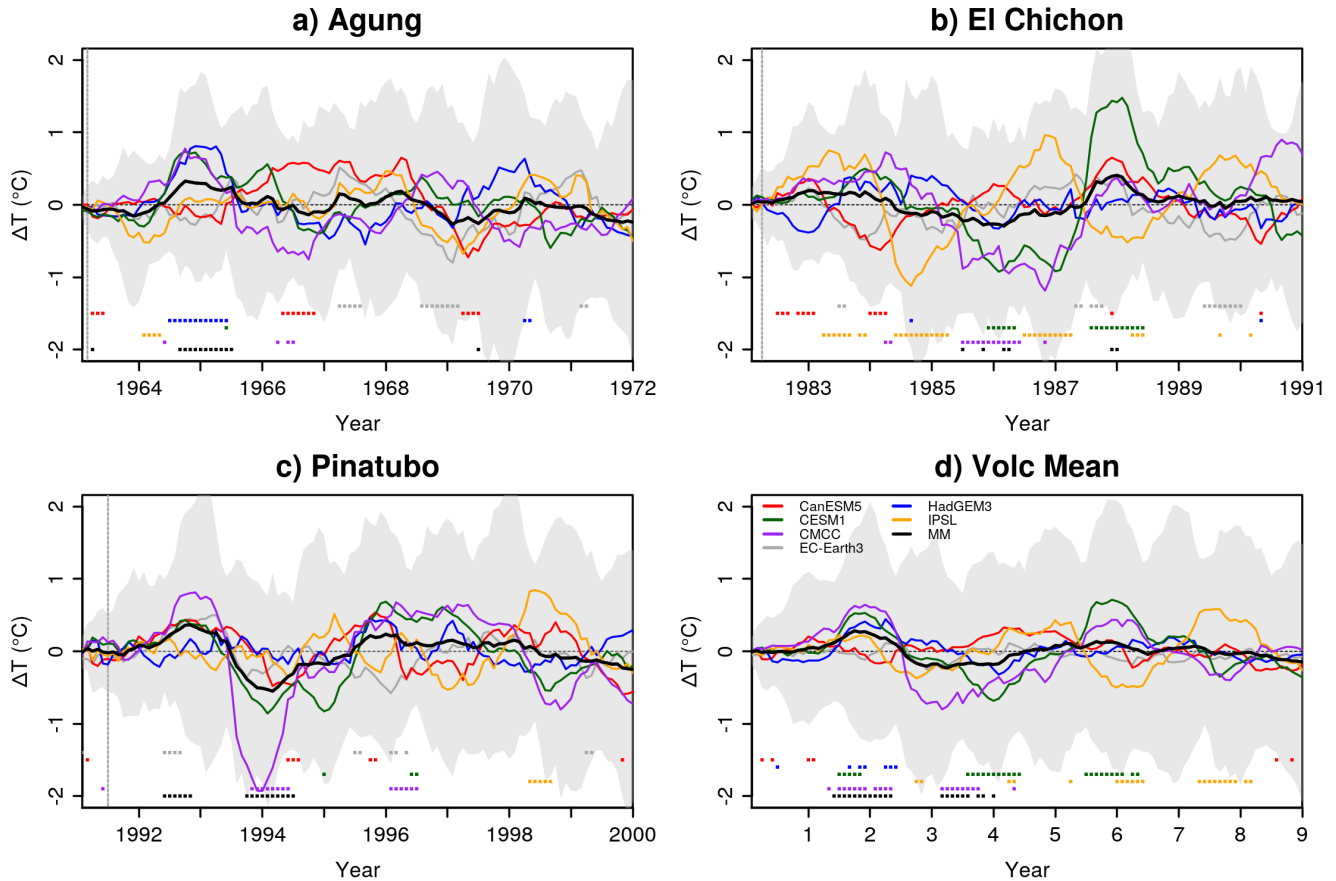 a) Agung
ΔT (°C)
2
1
0
-1
-2
1964 1966 1968 1970 1972
Year
b) El Chichon
ΔT (°C)
2
1
0
-1
-2
1983 1985 1987 1989 1991
Year
c) Pinatubo
ΔT (°C)
2
1
0
-1
-2
1992 1994 1996 1998 2000
Year
d) Volc Mean
ΔT (°C)
2
1
0
-1
-2
CanESM5 HadGEM3
CESM1 IPSL
CMCC MM
EC-Earth3
1 2 3 4 5 6 7 8 9
Year